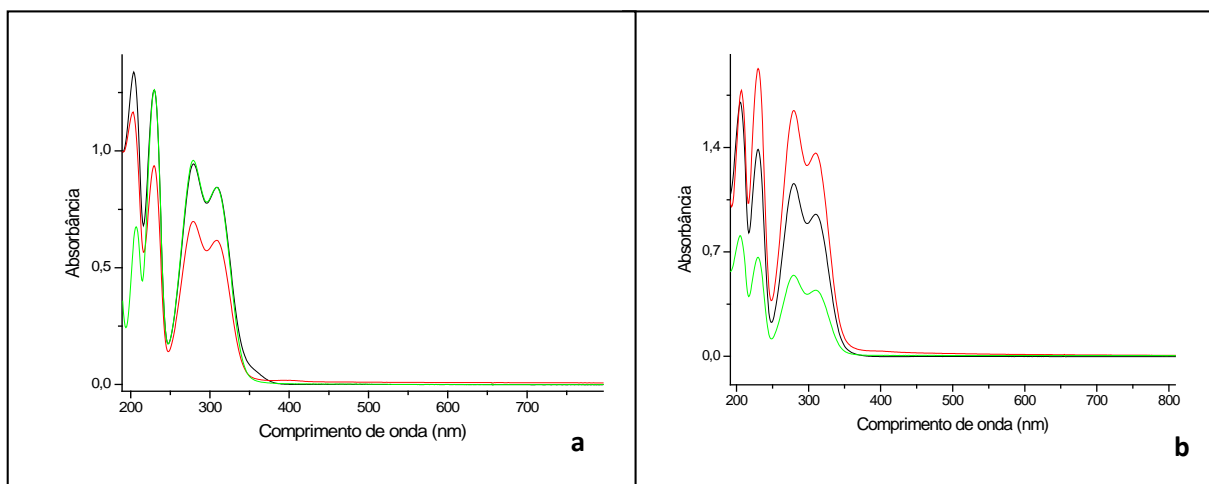 1,0
0,5
0,0
Absorbância
200 300 400 500 600 700
Comprimento de onda (nm)
a
1,4
0,7
0,0
Absorbância
200 300 400 500 600 700 800
Comprimento de onda (nm)
b